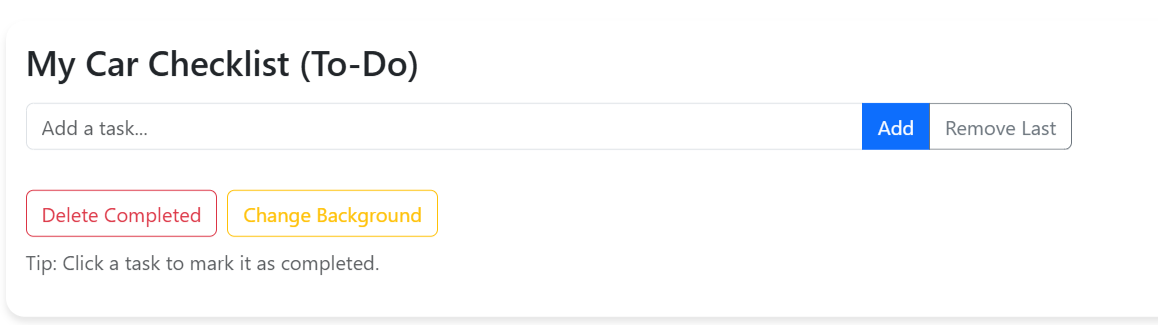 My Car Checklist (To-Do)
Add a task...
Add
Remove Last
Delete Completed
Change Background
Tip: Click a task to mark it as completed.